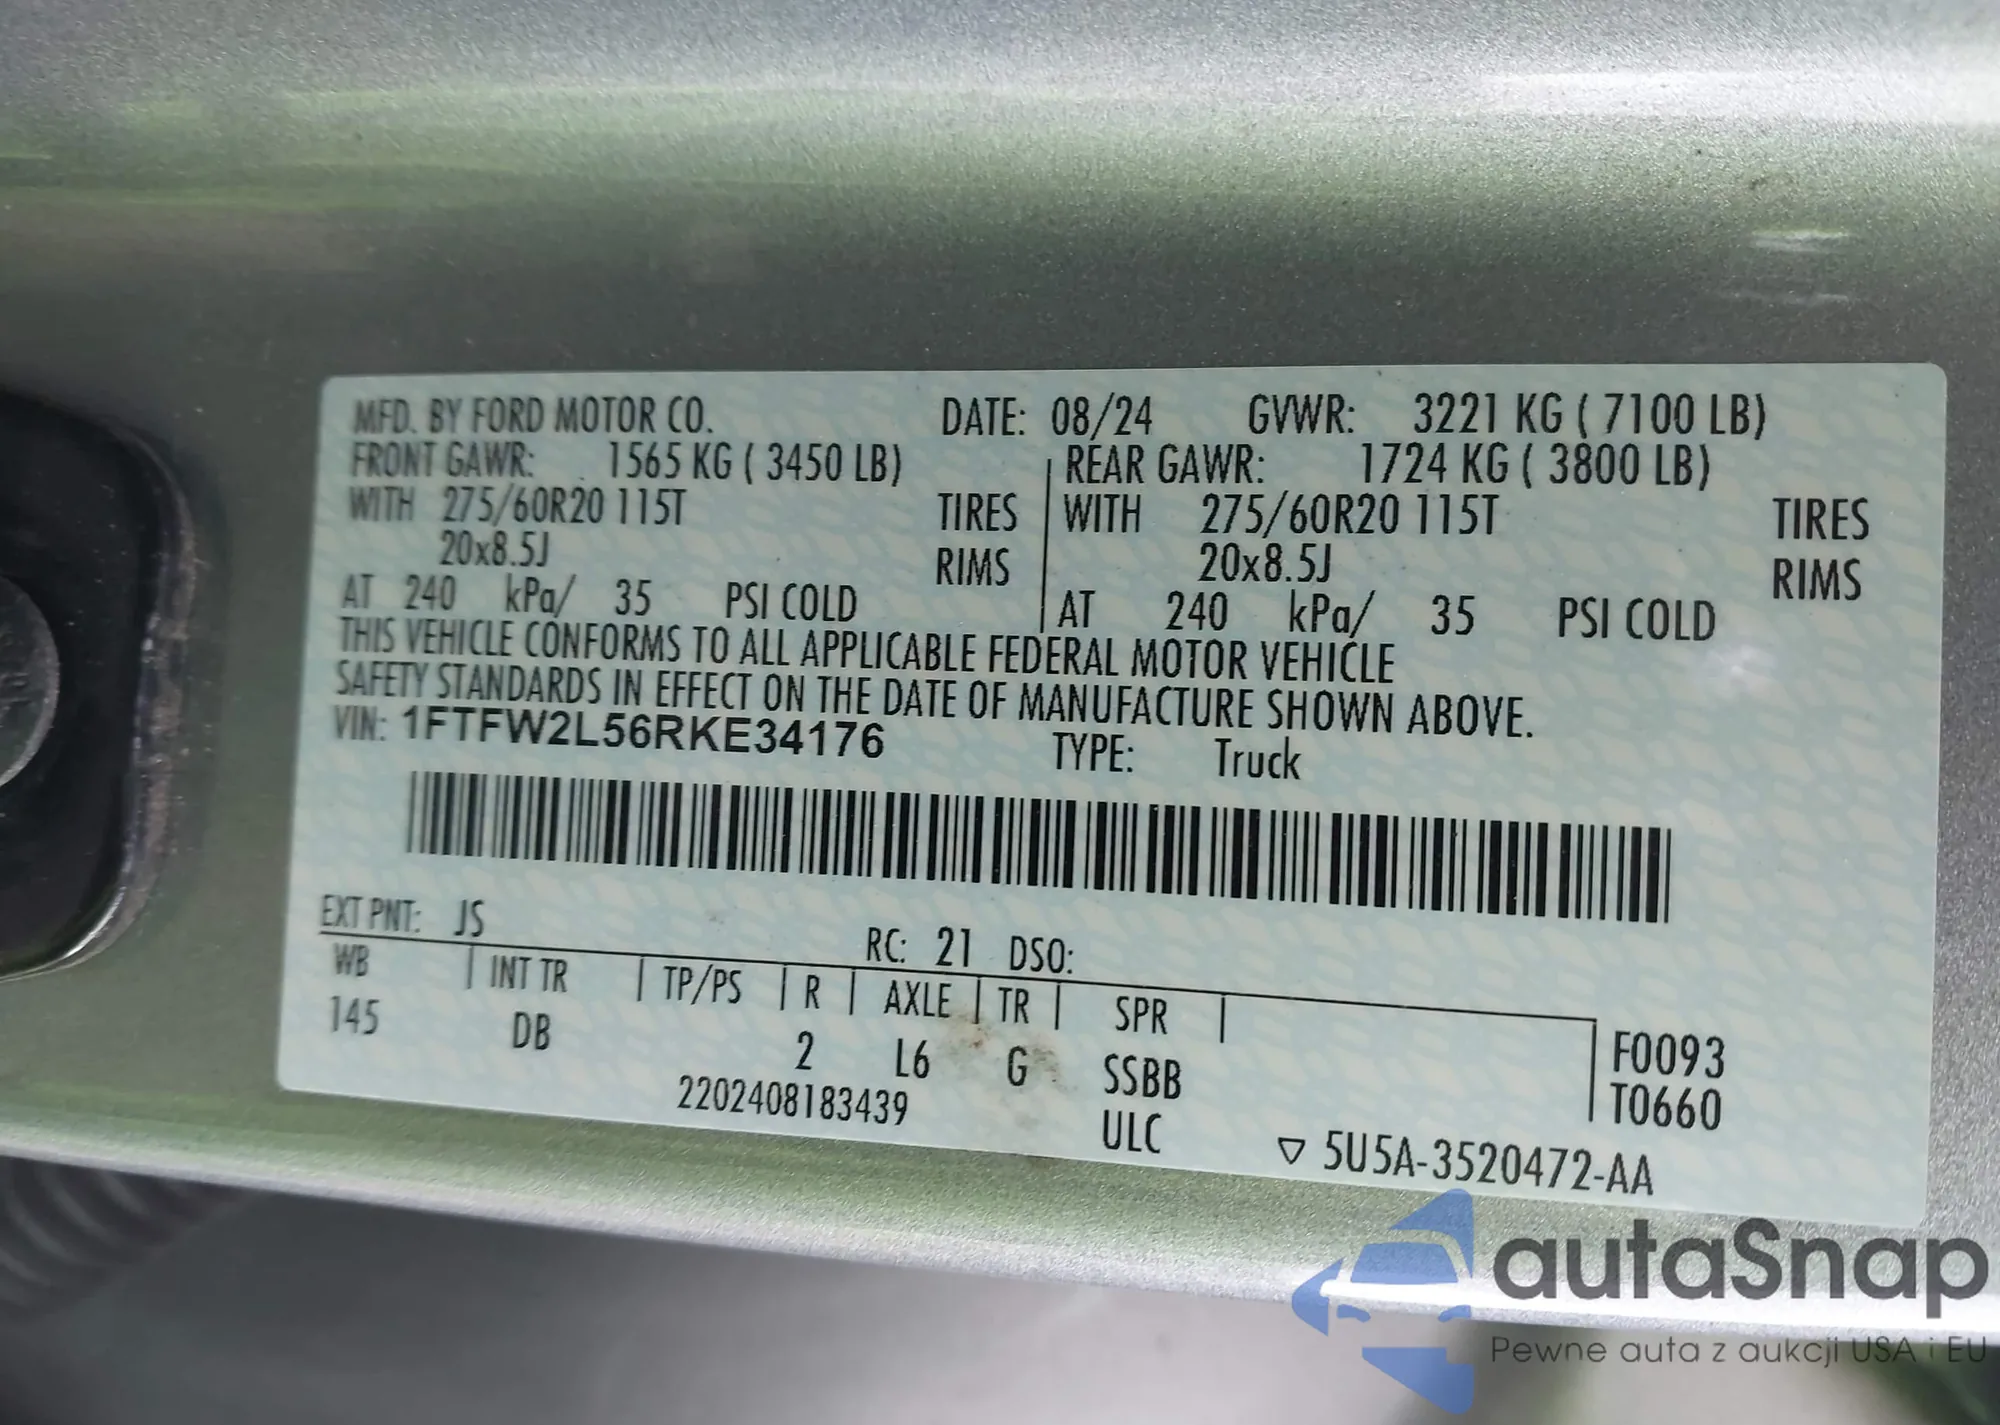 MFD. BY FORD MOTOR CO. DATE: 08/24 GVWR: 3221 KG ( 7100 LB)
FRONT GAWR: 1565 KG ( 3450 LB) REAR GAWR: 1724 KG ( 3800 LB)
WITH 275/60R20 115T TIRES WITH 275/60R20 115T TIRES
20x8.5J RIMS 20x8.5J RIMS
AT 240 kPa/ 35 PSI COLD AT 240 kPa/ 35 PSI COLD
THIS VEHICLE CONFORMS TO ALL APPLICABLE FEDERAL MOTOR VEHICLE
SAFETY STANDARDS IN EFFECT ON THE DATE OF MANUFACTURE SHOWN ABOVE.
VIN: 1FTFW2L56RKE34176 TYPE: Truck
EXT PNT: JS RC: 21 DSO:
WB INT TR TP/PS R AXLE TR SPR
145 DB 2 L6 G SSBB F0093
2202408183439 ULC T0660
▽ 5U5A-3520472-AA
autaSnap
Pewne auta z aukcji USA i EU